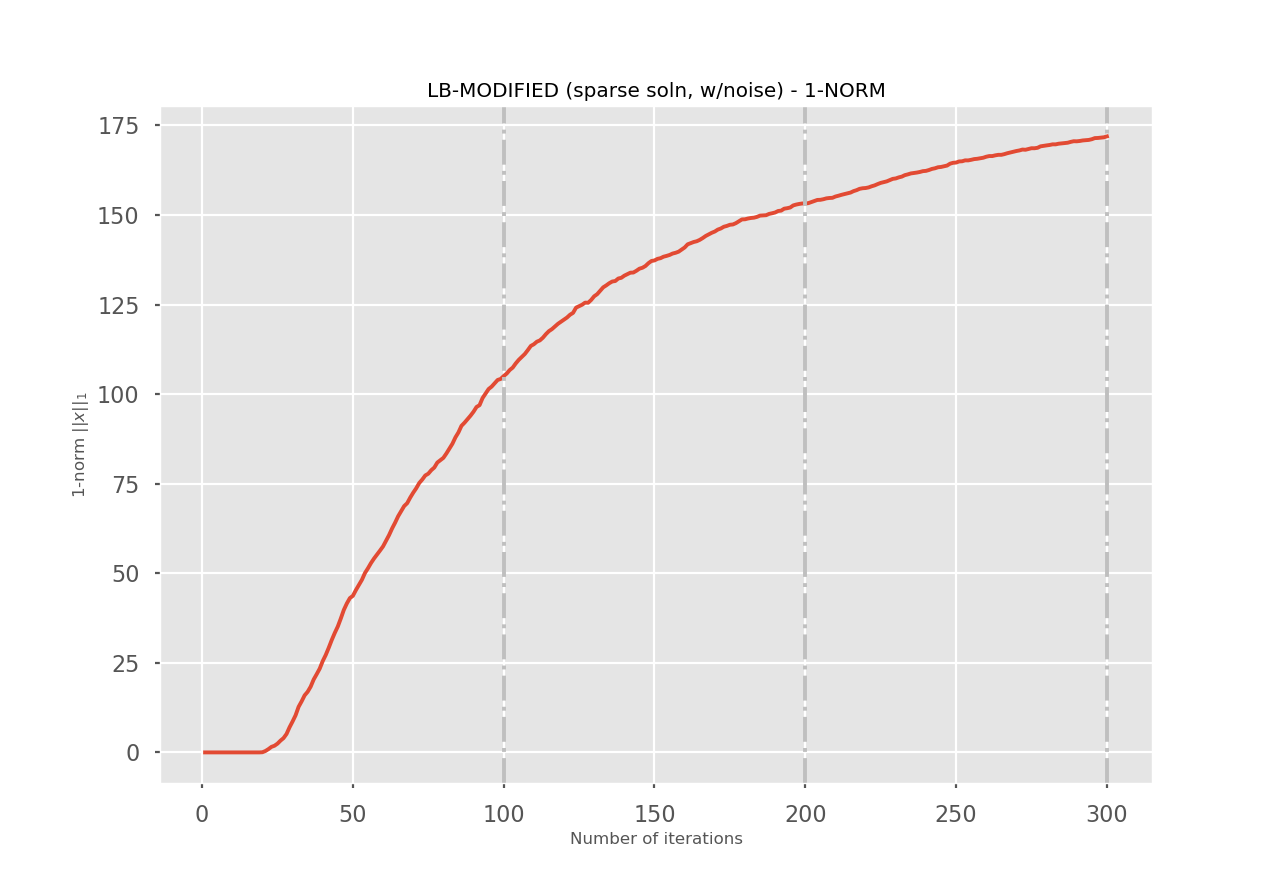 LB-MODIFIED (sparse soln, w/noise) - 1-NORM
175
150
125
100
75
50
25
0
1-norm ||x||₁
0 50 100 150 200 250 300
Number of iterations